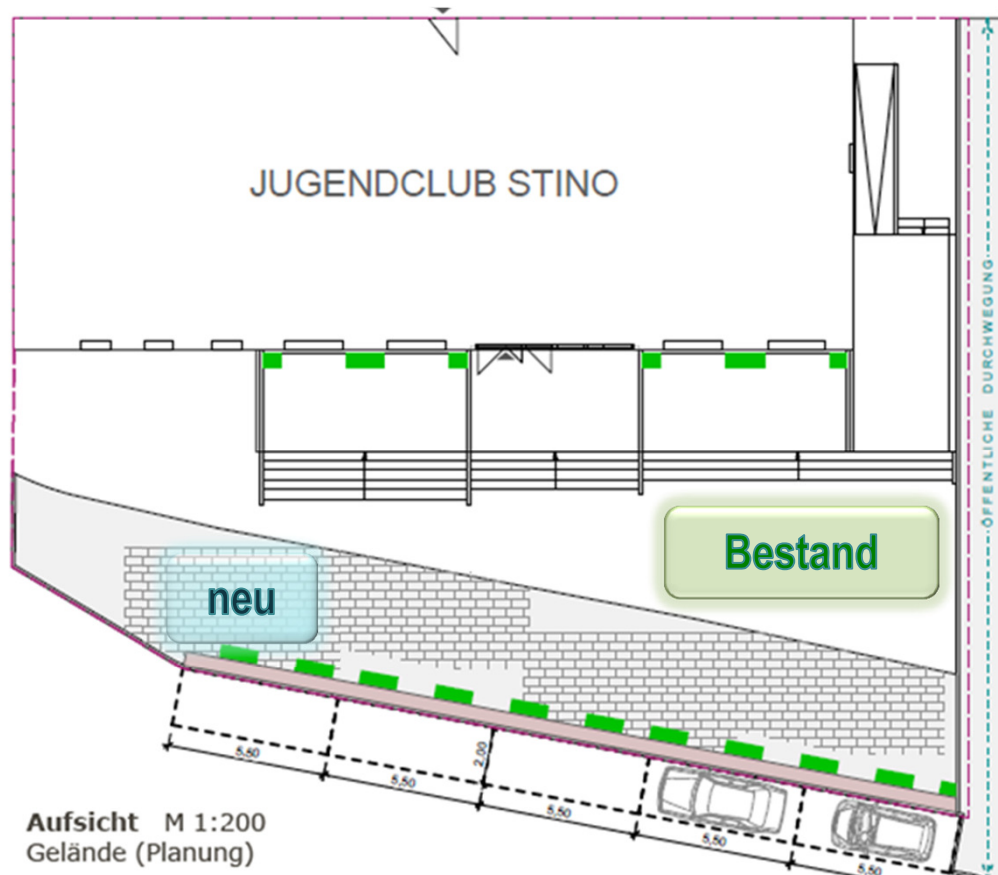 JUGENDCLUB STINO
ÖFFENTLICHE DURCHWEGUNG
Bestand
neu
5,50
5,50
2,00
5,50
5,50
5,50
Aufsicht M 1:200
Gelände (Planung)